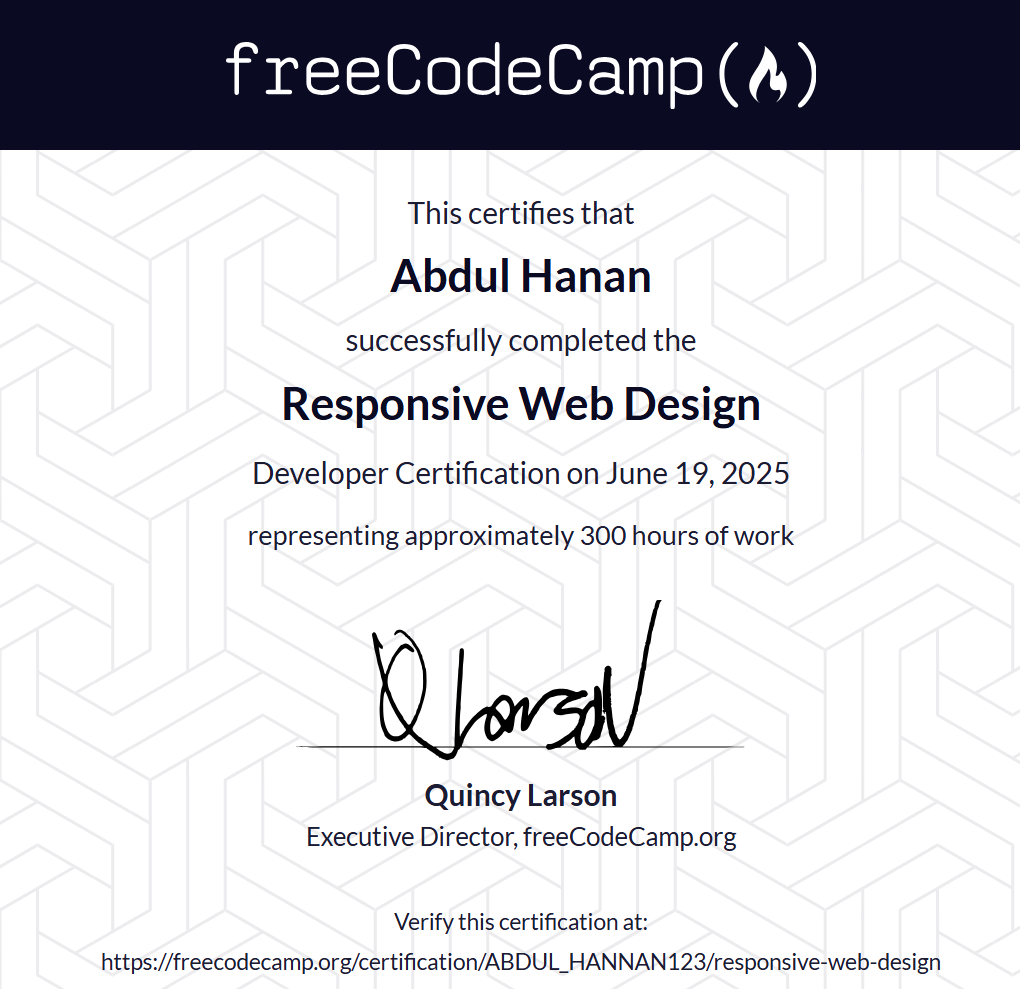 freeCodeCamp(🔥)
This certifies that
Abdul Hanan
successfully completed the
Responsive Web Design
Developer Certification on June 19, 2025
representing approximately 300 hours of work
Q Larson
Quincy Larson
Executive Director, freeCodeCamp.org
Verify this certification at:
https://freecodecamp.org/certification/ABDUL_HANNAN123/responsive-web-design